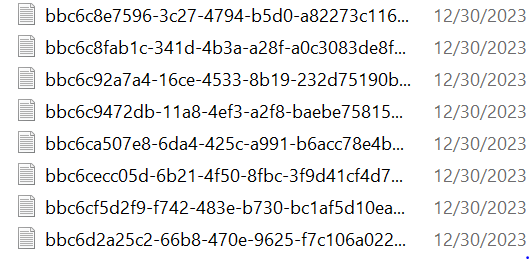 bbc6c8e7596-3c27-4794-b5d0-a82273c116... 12/30/2023
bbc6c8fab1c-341d-4b3a-a28f-a0c3083de8f... 12/30/2023
bbc6c92a7a4-16ce-4533-8b19-232d75190b... 12/30/2023
bbc6c9472db-11a8-4ef3-a2f8-baebe75815... 12/30/2023
bbc6ca507e8-6da4-425c-a991-b6acc78e4b... 12/30/2023
bbc6cecc05d-6b21-4f50-8fbc-3f9d41cf4d7... 12/30/2023
bbc6cf5d2f9-f742-483e-b730-bc1af5d10ea... 12/30/2023
bbc6d2a25c2-66b8-470e-9625-f7c106a022... 12/30/2023